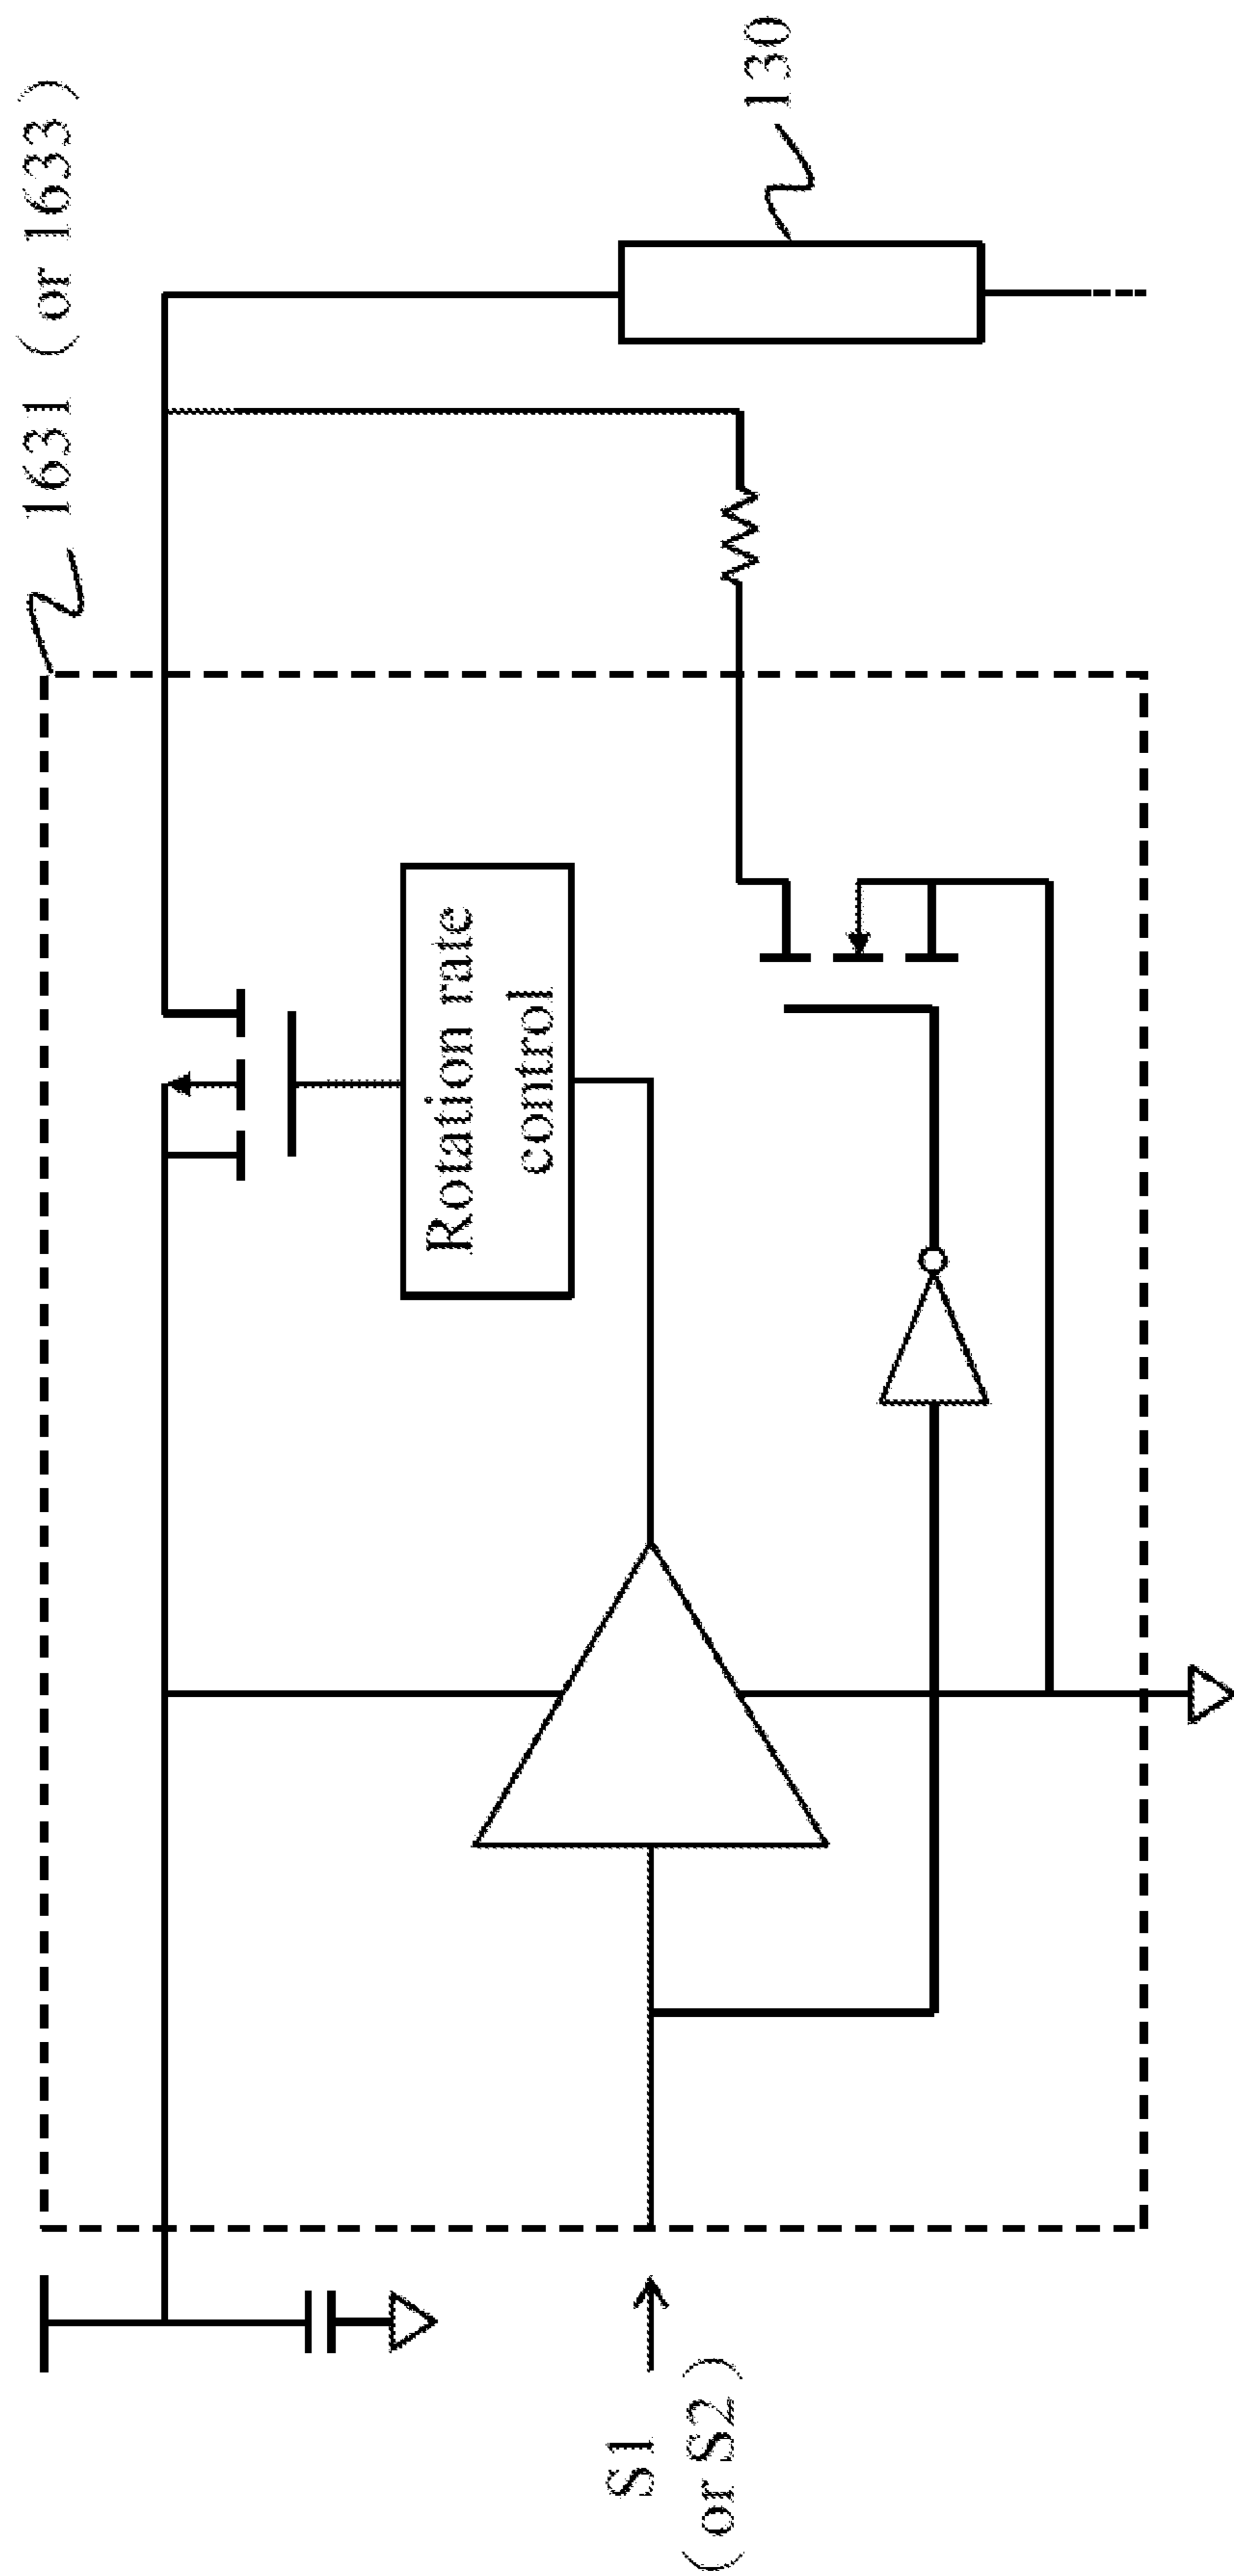 1631 (or 1633)
130
Rotation rate
control
S1
(or S2)